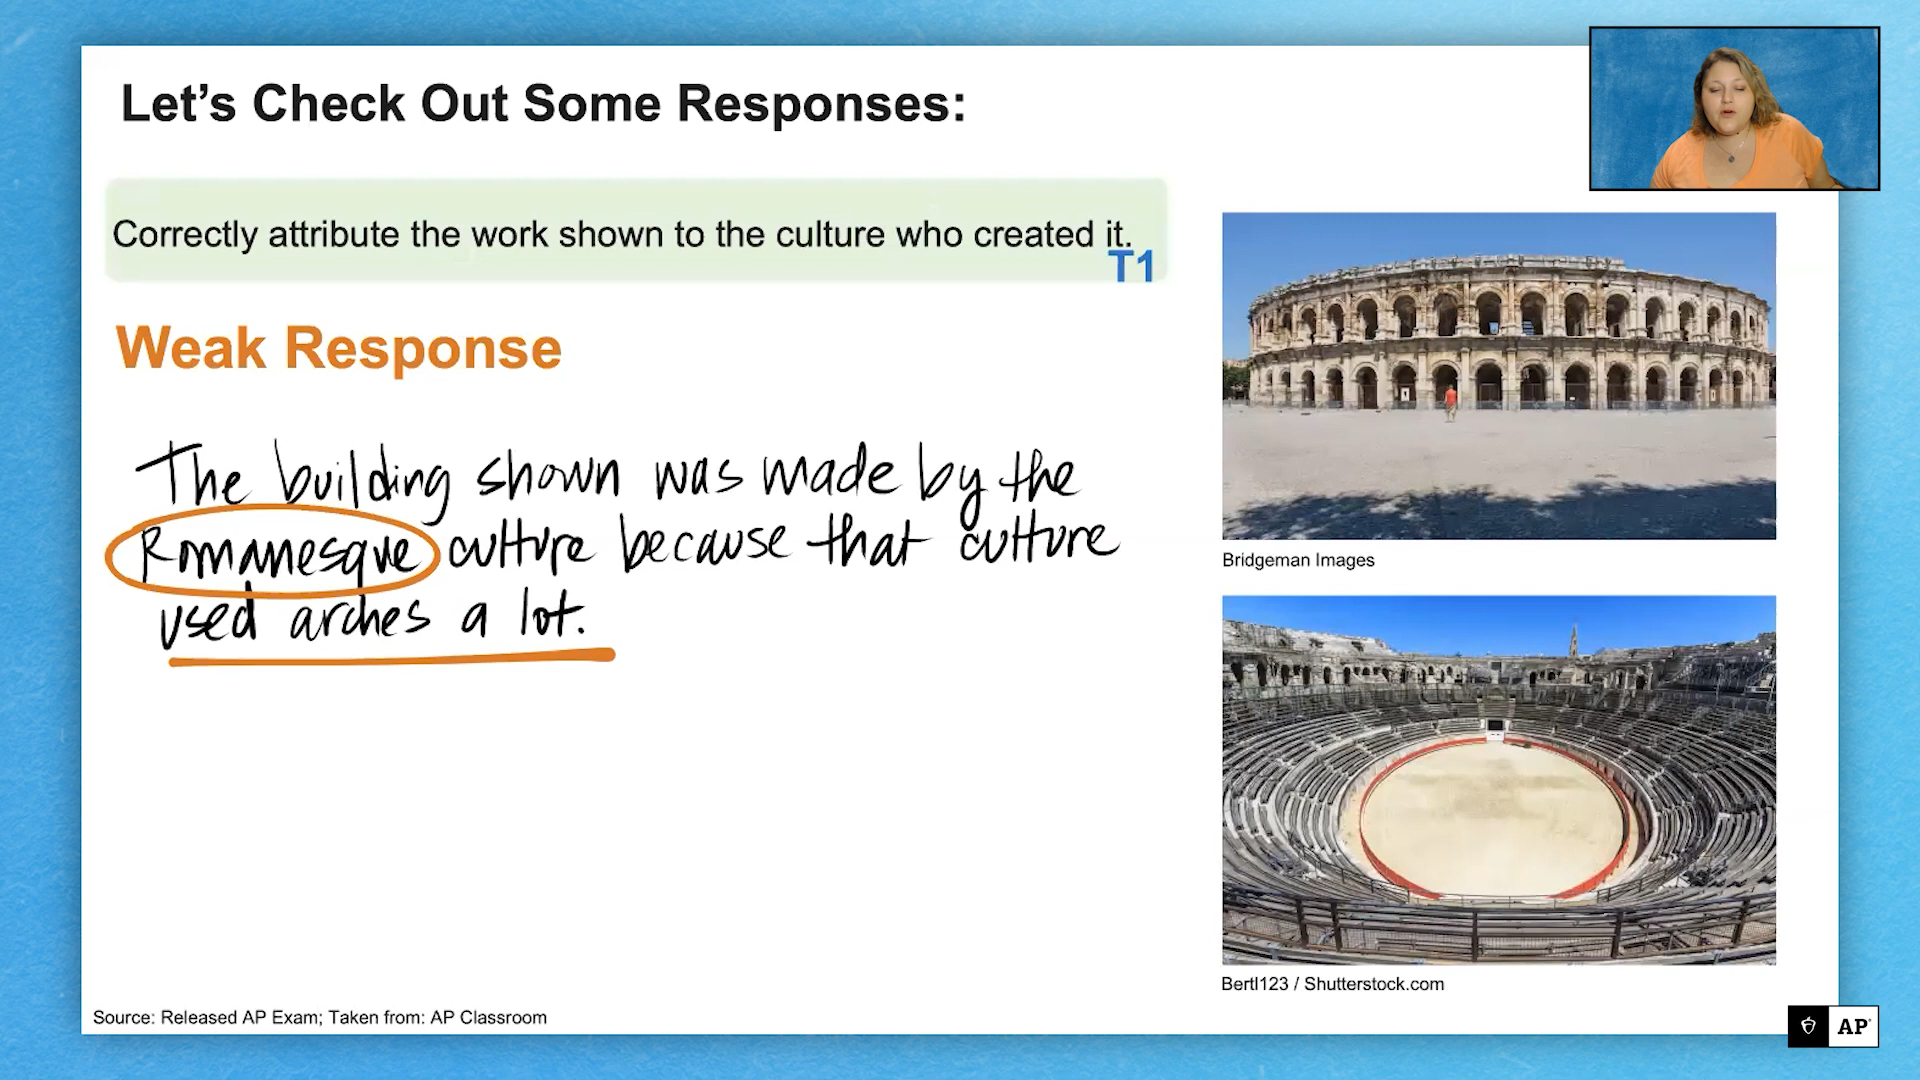 Let’s Check Out Some Responses:
Correctly attribute the work shown to the culture who created it.
T1
Weak Response
The building shown was made by the
Romanesque culture because that culture
used arches a lot.
Bridgeman Images
Bertl123 / Shutterstock.com
Source: Released AP Exam; Taken from: AP Classroom
AP